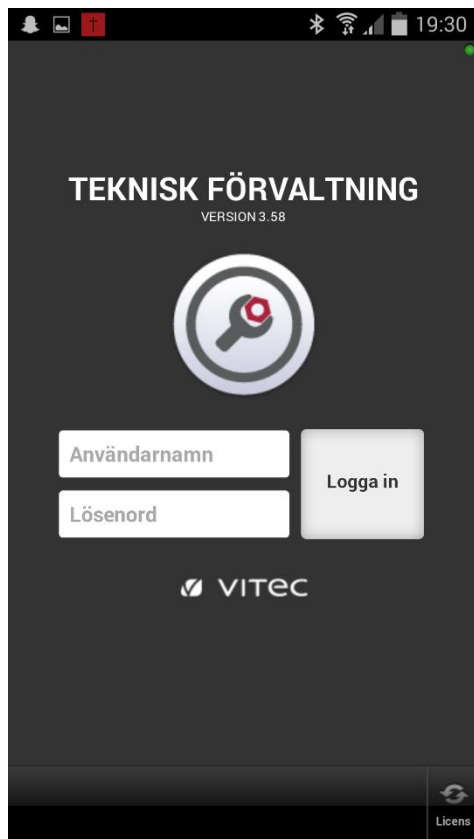 19:30
TEKNISK FÖRVALTNING
VERSION 3.58
Användarnamn
Lösenord
Logga in
vitec
Licens